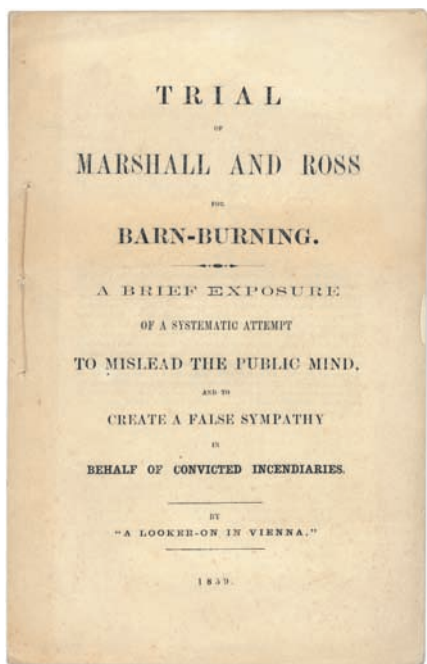 TRIAL
OF
MARSHALL AND ROSS
FOR
BARN-BURNING.
A BRIEF EXPOSURE
OF A SYSTEMATIC ATTEMPT
TO MISLEAD THE PUBLIC MIND,
AND TO
CREATE A FALSE SYMPATHY
IN
BEHALF OF CONVICTED INCENDIARIES.
BY
"A LOOKER-ON IN VIENNA."
1859.